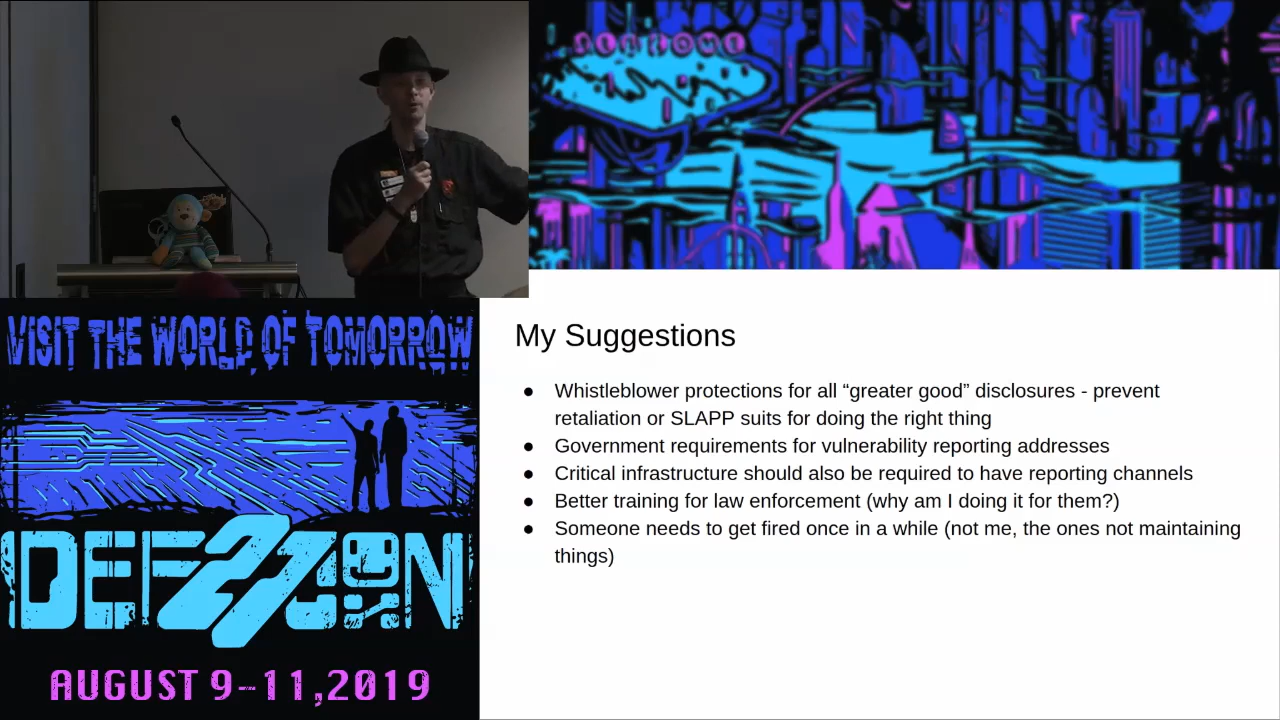 VISIT THE WORLD OF TOMORROW
DEF CON
27
AUGUST 9-11,2019
My Suggestions
● Whistleblower protections for all “greater good” disclosures - prevent
retaliation or SLAPP suits for doing the right thing
● Government requirements for vulnerability reporting addresses
● Critical infrastructure should also be required to have reporting channels
● Better training for law enforcement (why am I doing it for them?)
● Someone needs to get fired once in a while (not me, the ones not maintaining
things)